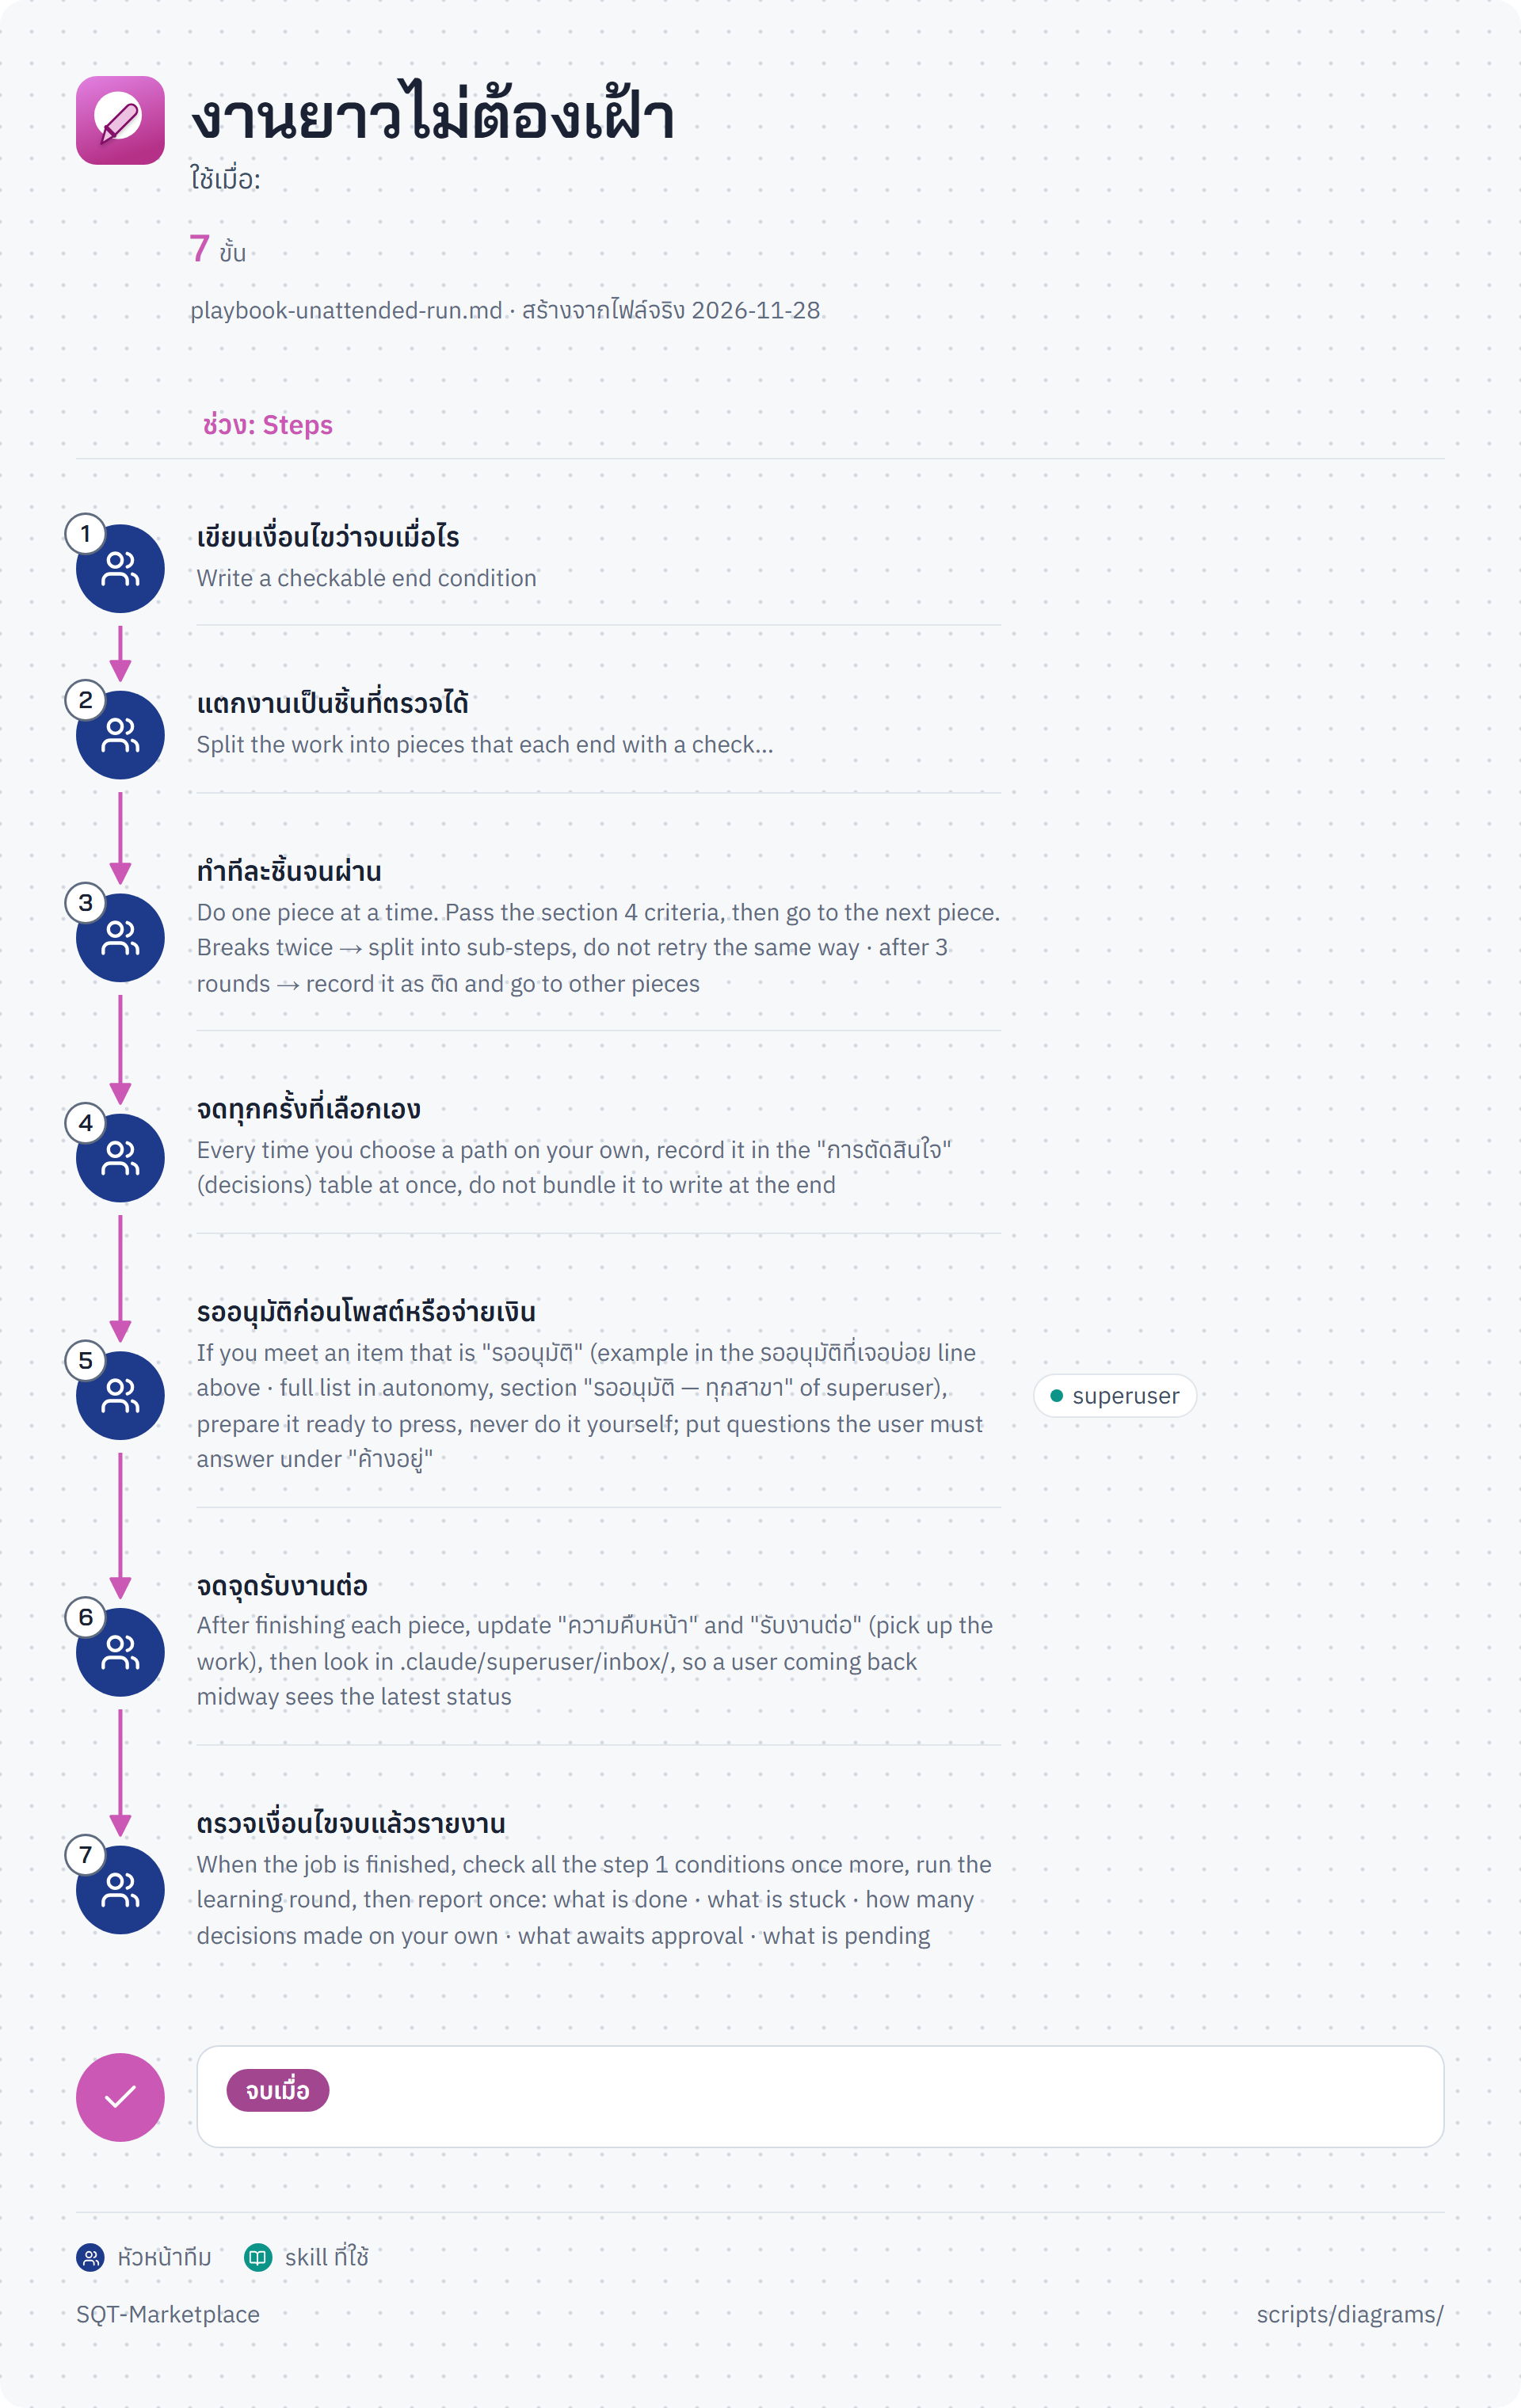 งานยาวไม่ต้องเฝ้า
ใช้เมื่อ:
7 ขั้น
playbook-unattended-run.md · สร้างจากไฟล์จริง 2026-11-28
ช่วง: Steps
1
เขียนเงื่อนไขว่าจบเมื่อไร
Write a checkable end condition
2
แตกงานเป็นชิ้นที่ตรวจได้
Split the work into pieces that each end with a check…
3
ทำทีละชิ้นจนผ่าน
Do one piece at a time. Pass the section 4 criteria, then go to the next piece.
Breaks twice → split into sub-steps, do not retry the same way · after 3
rounds → record it as ติด and go to other pieces
4
จดทุกครั้งที่เลือกเอง
Every time you choose a path on your own, record it in the "การตัดสินใจ"
(decisions) table at once, do not bundle it to write at the end
5
รออนุมัติก่อนโพสต์หรือจ่ายเงิน
If you meet an item that is "รออนุมัติ" (example in the รออนุมัติที่เจอบ่อย line
above · full list in autonomy, section "รออนุมัติ — ทุกสาขา" of superuser),
prepare it ready to press, never do it yourself; put questions the user must
answer under "ค้างอยู่"
superuser
6
จดจุดรับงานต่อ
After finishing each piece, update "ความคืบหน้า" and "รับงานต่อ" (pick up the
work), then look in .claude/superuser/inbox/, so a user coming back
midway sees the latest status
7
ตรวจเงื่อนไขจบแล้วรายงาน
When the job is finished, check all the step 1 conditions once more, run the
learning round, then report once: what is done · what is stuck · how many
decisions made on your own · what awaits approval · what is pending
จบเมื่อ
หัวหน้าทีม
skill ที่ใช้
SQT-Marketplace
scripts/diagrams/